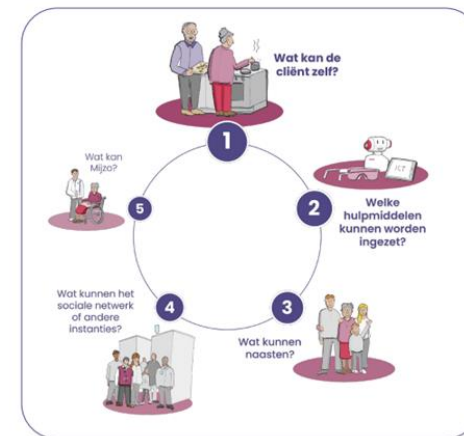 Wat kan de
cliënt zelf?
1
2
Welke
hulpmiddelen
kunnen worden
ingezet?
3
Wat kunnen
naasten?
4
Wat kunnen het
sociale netwerk
of andere
instanties?
5
Wat kan
Mijzo?